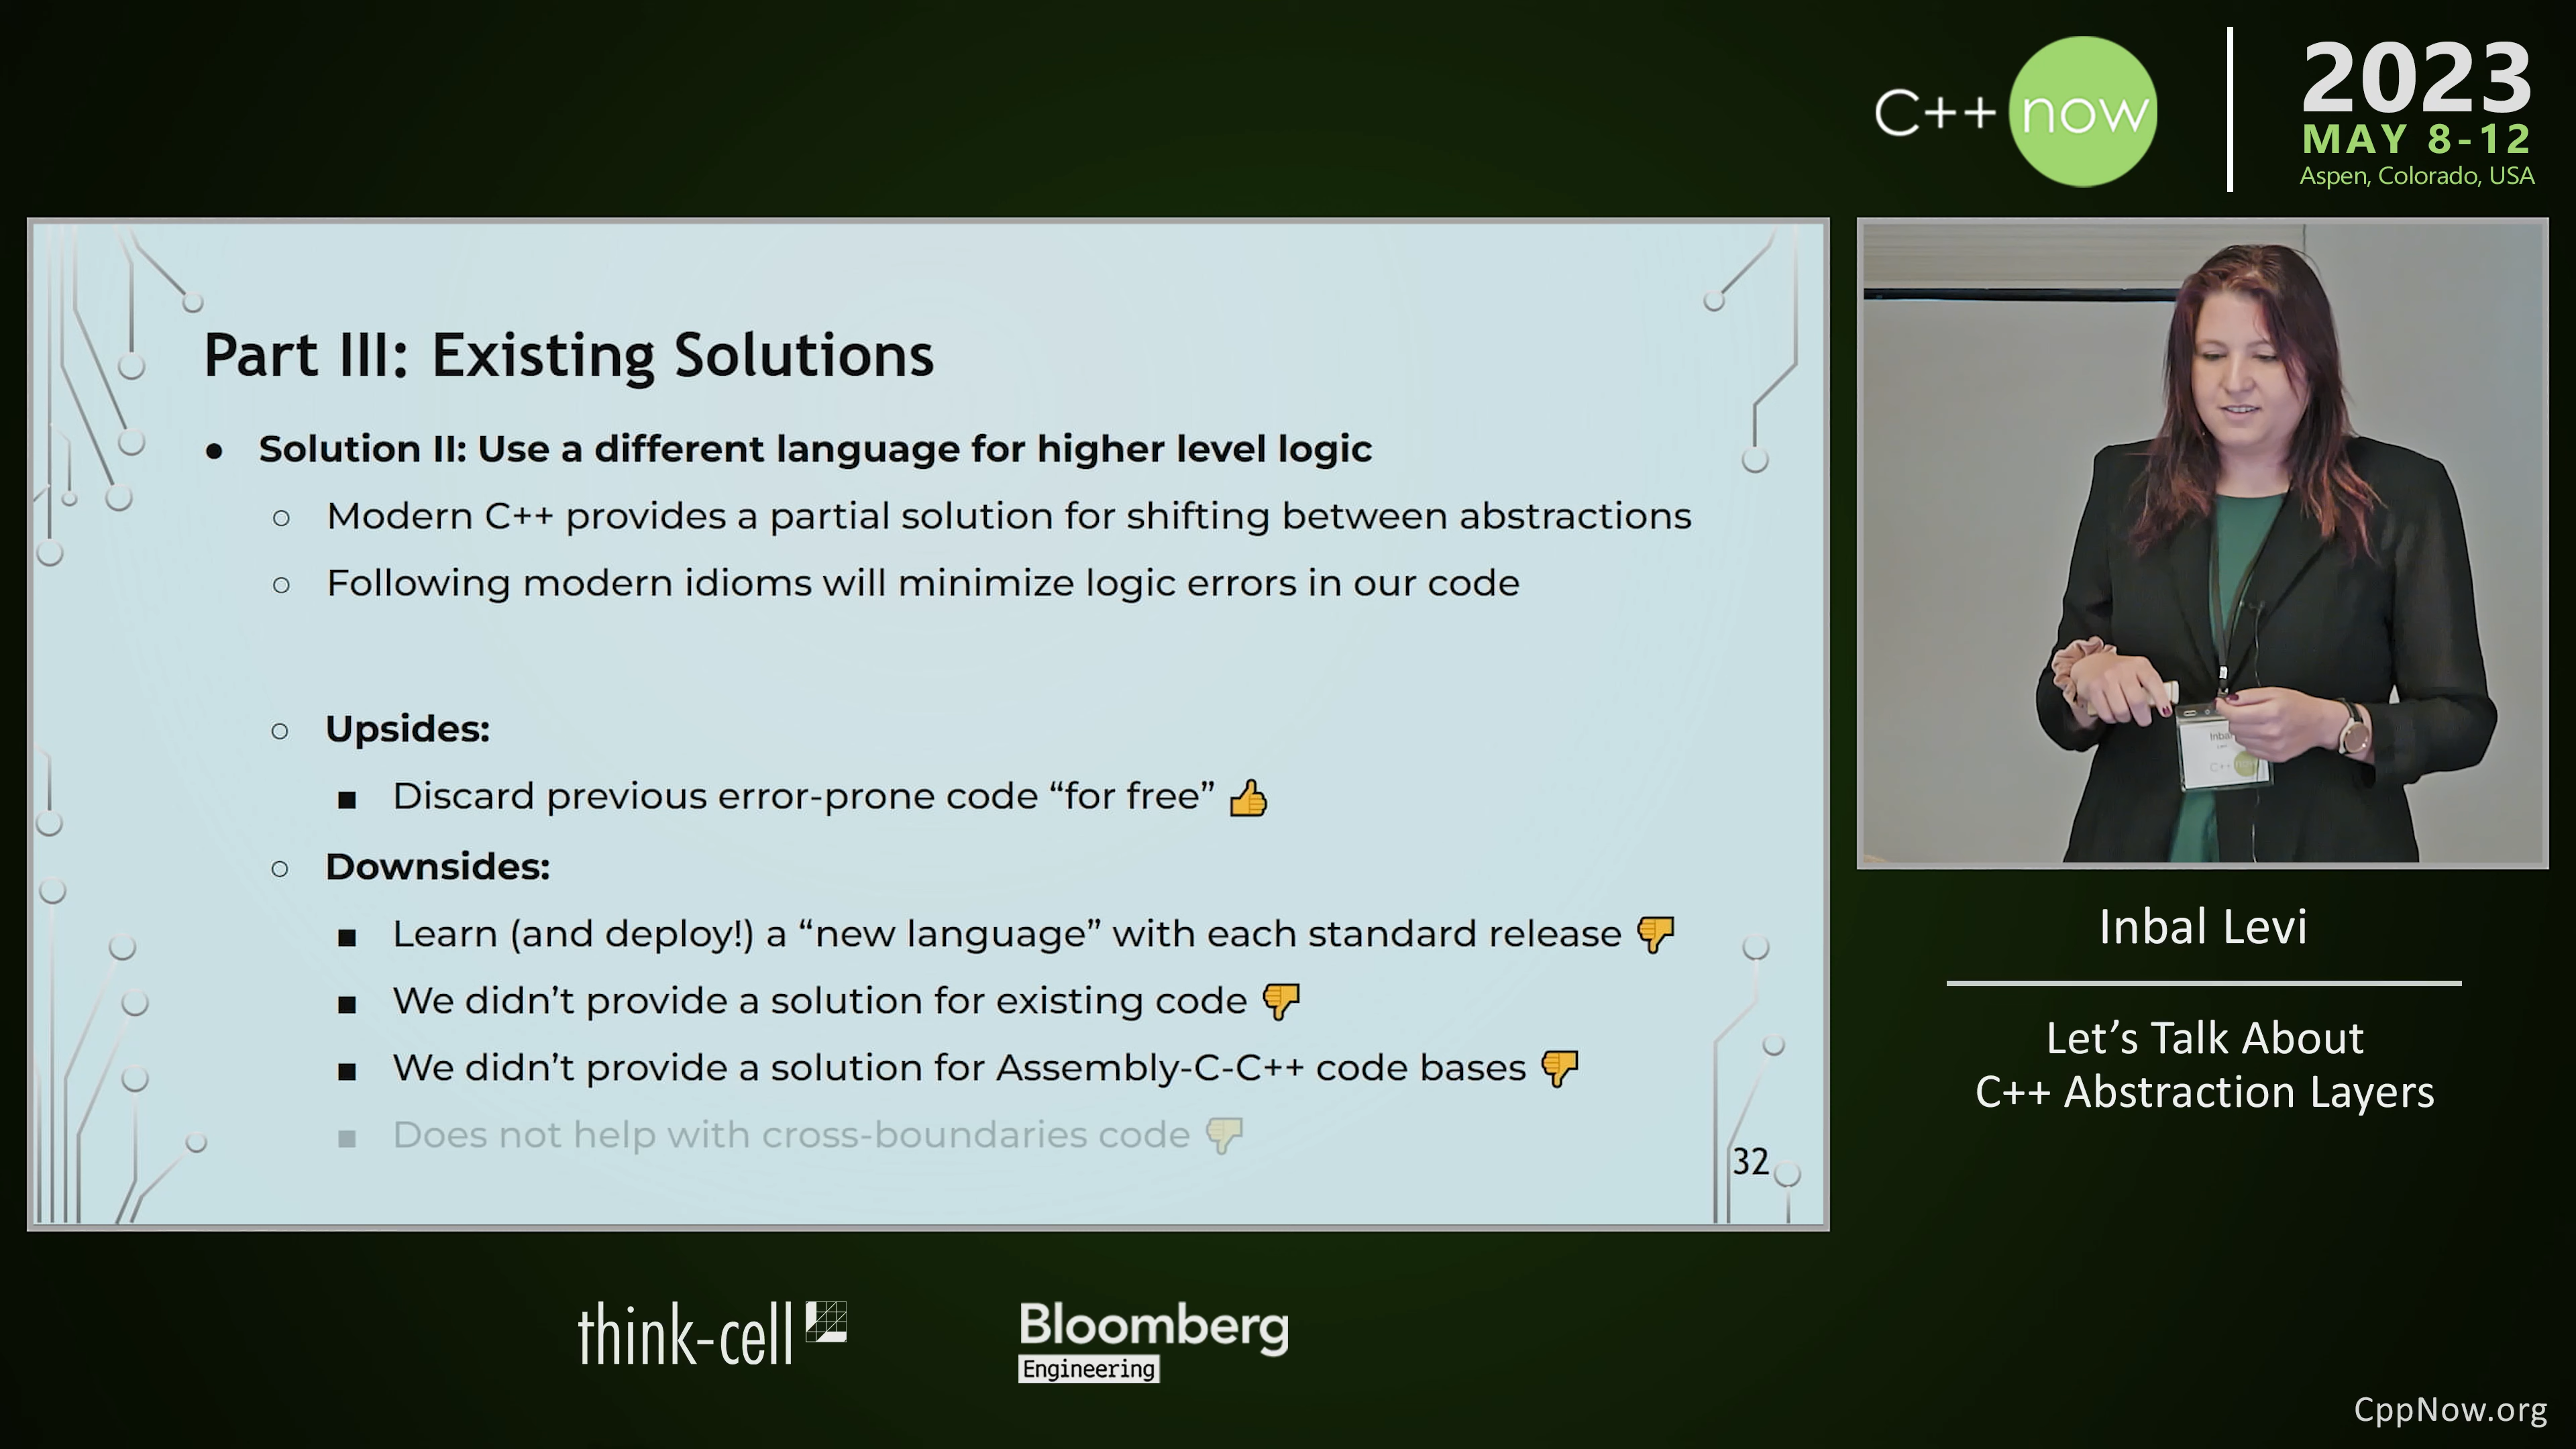 C++ now
2023
MAY 8-12
Aspen, Colorado, USA
Part III: Existing Solutions
● Solution II: Use a different language for higher level logic
○ Modern C++ provides a partial solution for shifting between abstractions
○ Following modern idioms will minimize logic errors in our code
○ Upsides:
■ Discard previous error-prone code “for free” 👍
○ Downsides:
■ Learn (and deploy!) a “new language” with each standard release 👎
■ We didn’t provide a solution for existing code 👎
■ We didn’t provide a solution for Assembly-C-C++ code bases 👎
■ Does not help with cross-boundaries code 👎
32
Inbal
C++ now
Inbal Levi
Let’s Talk About
C++ Abstraction Layers
think-cell
Bloomberg
Engineering
CppNow.org